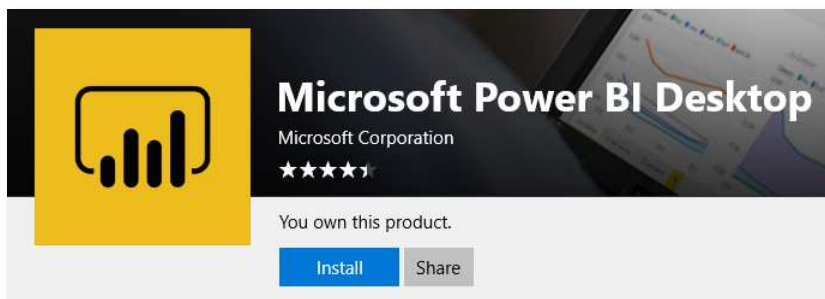 Microsoft Power BI Desktop
Microsoft Corporation
You own this product.
Install
Share